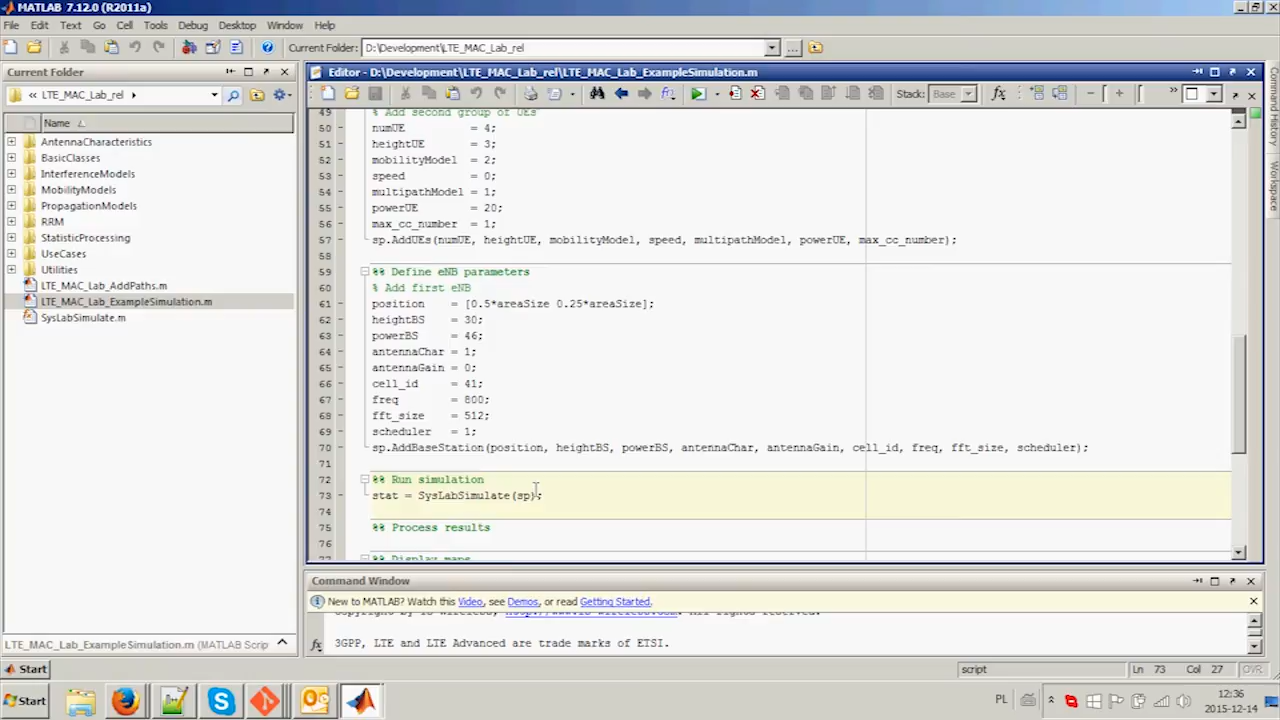 MATLAB 7.12.0 (R2011a)
File Edit Text Go Cell Tools Debug Desktop Window Help
Current Folder: D:\Development\LTE_MAC_Lab_rel ...
Current Folder
« LTE_MAC_Lab_rel
Name
AntennaCharacteristics
BasicClasses
InterferenceModels
MobilityModels
PropagationModels
RRM
StatisticProcessing
UseCases
Utilities
LTE_MAC_Lab_AddPaths.m
LTE_MAC_Lab_ExampleSimulation.m
SysLabSimulate.m
LTE_MAC_Lab_ExampleSimulation.m (MATLAB Scrip
Editor - D:\Development\LTE_MAC_Lab_rel\LTE_MAC_Lab_ExampleSimulation.m
Stack: Base
49 % Add second group of UEs
50 - numUE = 4;
51 - heightUE = 3;
52 - mobilityModel = 2;
53 - speed = 0;
54 - multipathModel = 1;
55 - powerUE = 20;
56 - max_cc_number = 1;
57 - sp.AddUEs(numUE, heightUE, mobilityModel, speed, multipathModel, powerUE, max_cc_number);
58
59 %% Define eNB parameters
60 % Add first eNB
61 - position = [0.5*areaSize 0.25*areaSize];
62 - heightBS = 30;
63 - powerBS = 46;
64 - antennaChar = 1;
65 - antennaGain = 0;
66 - cell_id = 41;
67 - freq = 800;
68 - fft_size = 512;
69 - scheduler = 1;
70 - sp.AddBaseStation(position, heightBS, powerBS, antennaChar, antennaGain, cell_id, freq, fft_size, scheduler);
71
72 %% Run simulation
73 - stat = SysLabSimulate(sp);
74
75 %% Process results
76
77 %% Display maps
Command History
Workspace
Command Window
New to MATLAB? Watch this Video, see Demos, or read Getting Started.
3GPP, LTE and LTE Advanced are trade marks of ETSI.
Start
script Ln 73 Col 27 OVR
Start
PL
12:36
2015-12-14